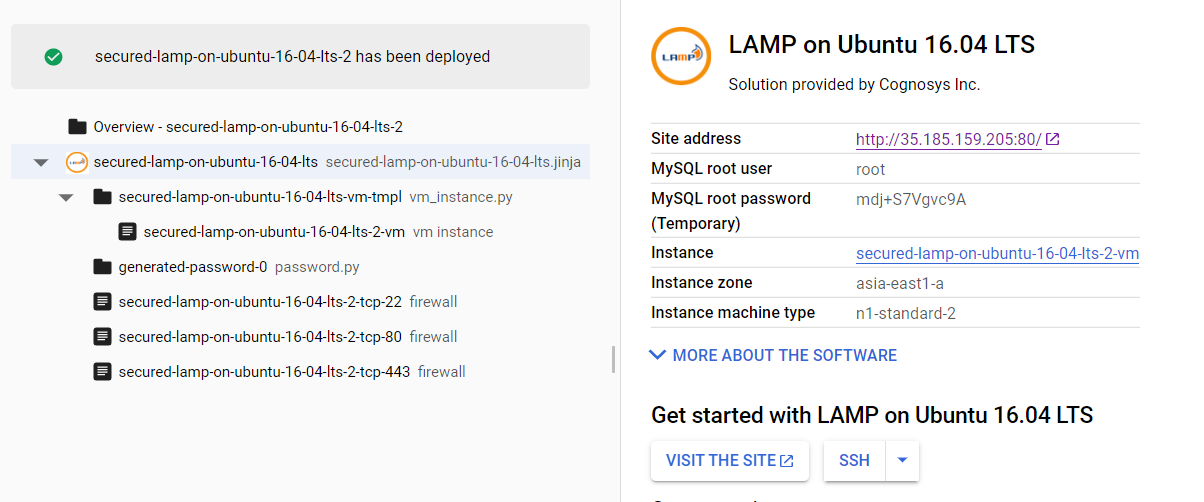 secured-lamp-on-ubuntu-16-04-lts-2 has been deployed
Overview - secured-lamp-on-ubuntu-16-04-lts-2
secured-lamp-on-ubuntu-16-04-lts secured-lamp-on-ubuntu-16-04-lts.jinja
secured-lamp-on-ubuntu-16-04-lts-vm-tmpl vm_instance.py
secured-lamp-on-ubuntu-16-04-lts-2-vm vm instance
generated-password-0 password.py
secured-lamp-on-ubuntu-16-04-lts-2-tcp-22 firewall
secured-lamp-on-ubuntu-16-04-lts-2-tcp-80 firewall
secured-lamp-on-ubuntu-16-04-lts-2-tcp-443 firewall
LAMP
LAMP on Ubuntu 16.04 LTS
Solution provided by Cognosys Inc.
Site address http://35.185.159.205:80/
MySQL root user root
MySQL root password mdj+S7Vgvc9A
(Temporary)
Instance secured-lamp-on-ubuntu-16-04-lts-2-vm
Instance zone asia-east1-a
Instance machine type n1-standard-2
MORE ABOUT THE SOFTWARE
Get started with LAMP on Ubuntu 16.04 LTS
VISIT THE SITE SSH